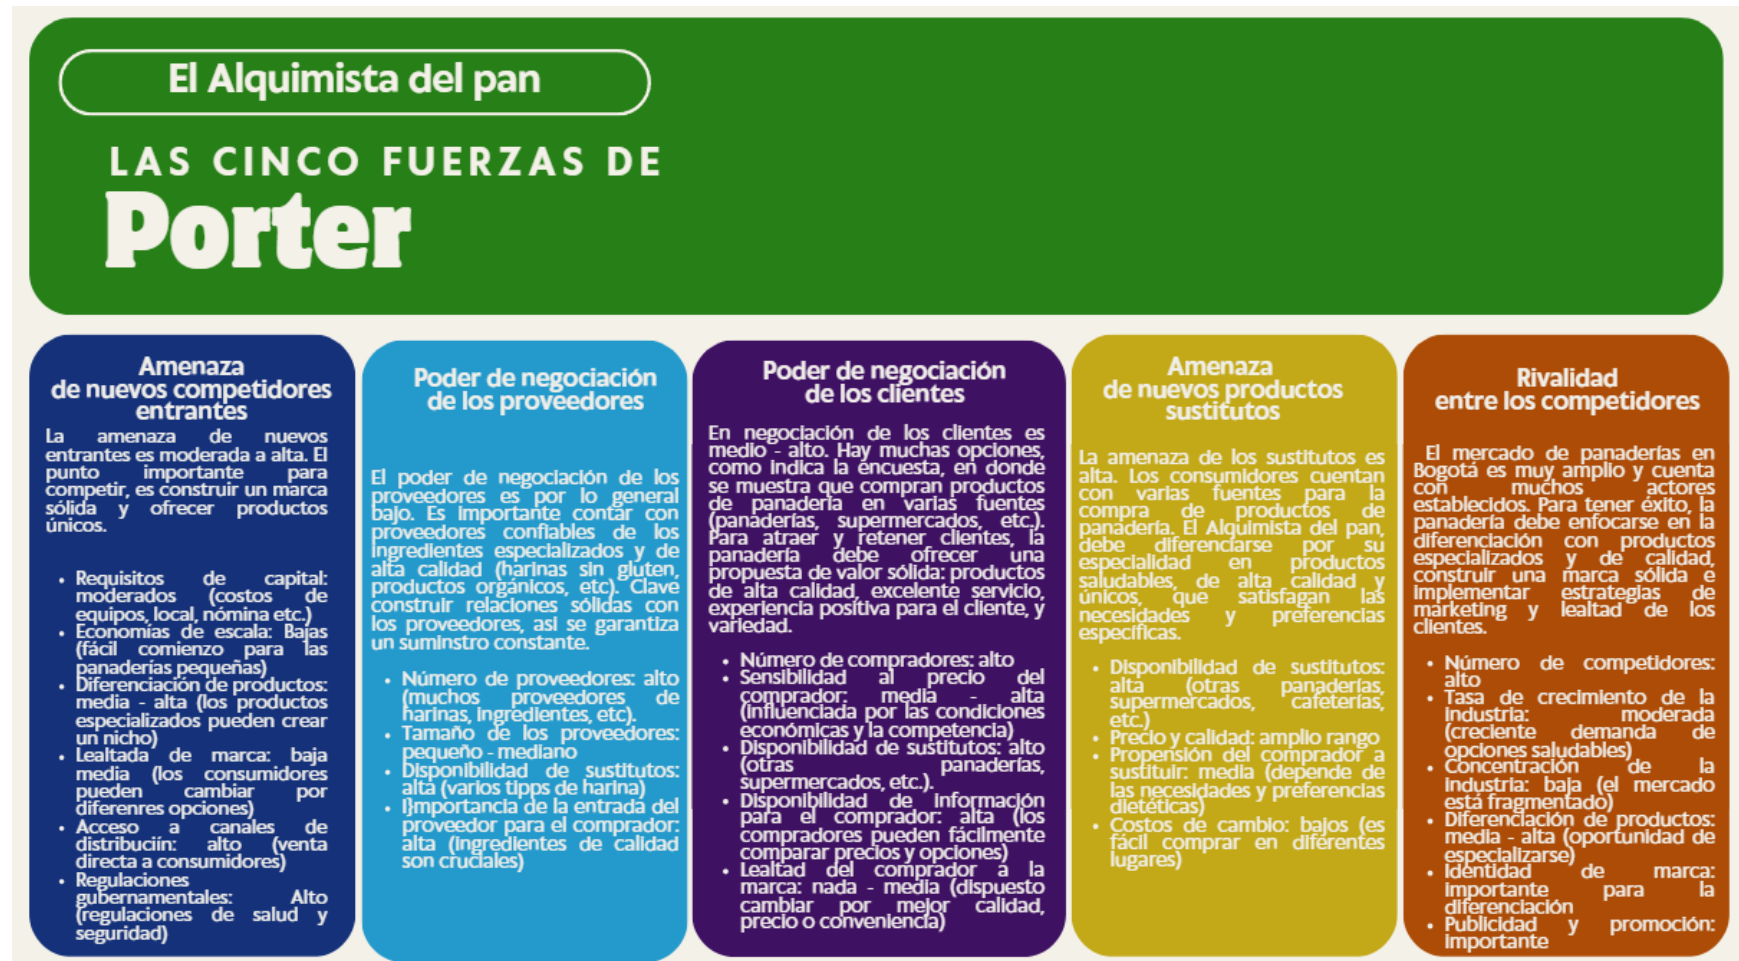 El Alquimista del pan
LAS CINCO FUERZAS DE
Porter
Amenaza
de nuevos competidores
entrantes
La amenaza de nuevos
entrantes es moderada a alta. El
punto importante para
competir, es construir un marca
sólida y ofrecer productos
únicos.
• Requisitos de capital:
moderados (costos de
equipos, local, nómina etc.)
• Economías de escala: Bajas
(fácil comienzo para las
panaderías pequeñas)
• Diferenciación de productos:
media - alta (los productos
especializados pueden crear
un nicho)
• Lealtada de marca: baja
media (los consumidores
pueden cambiar por
diferenres opciones)
• Acceso a canales de
distribuciín: alto (venta
directa a consumidores)
• Regulaciones
gubernamentales: Alto
(regulaciones de salud y
seguridad)
Poder de negociación
de los proveedores
El poder de negociación de los
proveedores es por lo general
bajo. Es importante contar con
proveedores confiables de los
ingredientes especializados y de
alta calidad (harinas sin gluten,
productos orgánicos, etc). Clave
construir relaciones sólidas con
los proveedores, asi se garantiza
un suminstro constante.
• Número de proveedores: alto
(muchos proveedores de
harinas, ingredientes, etc).
• Tamaño de los proveedores:
pequeño - mediano
• Disponibilidad de sustitutos:
alta (varios tipps de harina)
• I}mportancia de la entrada del
proveedor para el comprador:
alta (ingredientes de calidad
son cruciales)
Poder de negociación
de los clientes
En negociación de los clientes es
medio - alto. Hay muchas opciones,
como indica la encuesta, en donde
se muestra que compran productos
de panadería en varias fuentes
(panaderías, supermercados, etc.).
Para atraer y retener clientes, la
panadería debe ofrecer una
propuesta de valor sólida: productos
de alta calidad, excelente servicio,
experiencia positiva para el cliente, y
variedad.
• Número de compradores: alto
• Sensibilidad al precio del
comprador: media - alta
(influenciada por las condiciones
económicas y la competencia)
• Disponibilidad de sustitutos: alto
(otras panaderías,
supermercados, etc.).
• Disponibilidad de información
para el comprador: alta (los
compradores pueden fácilmente
comparar precios y opciones)
• Lealtad del comprador a la
marca: nada - media (dispuesto
cambiar por mejor calidad,
precio o conveniencia)
Amenaza
de nuevos productos
sustitutos
La amenaza de los sustitutos es
alta. Los consumidores cuentan
con varias fuentes para la
compra de productos de
panadería. El Alquimista del pan,
debe diferenciarse por su
especialidad en productos
saludables, de alta calidad y
únicos, que satisfagan las
necesidades y preferencias
específicas.
• Disponibilidad de sustitutos:
alta (otras panaderías,
supermercados, cafeterías,
etc.)
• Precio y calidad: amplio rango
• Propensión del comprador a
sustituir: media (depende de
las necesidades y preferencias
dietéticas)
• Costos de cambio: bajos (es
fácil comprar en diferentes
lugares)
Rivalidad
entre los competidores
El mercado de panaderías en
Bogotá es muy amplio y cuenta
con muchos actores
establecidos. Para tener éxito, la
panadería debe enfocarse en la
diferenciación con productos
especializados y de calidad,
construir una marca sólida e
implementar estrategias de
marketing y lealtad de los
clientes.
• Número de competidores:
alto
• Tasa de crecimiento de la
industria: moderada
(creciente demanda de
opciones saludables)
• Concentración de la
industria: baja (el mercado
está fragmentado)
• Diferenciación de productos:
media - alta (oportunidad de
especializarse)
• Identidad de marca:
importante para la
diferenciación
• Publicidad y promoción:
importante